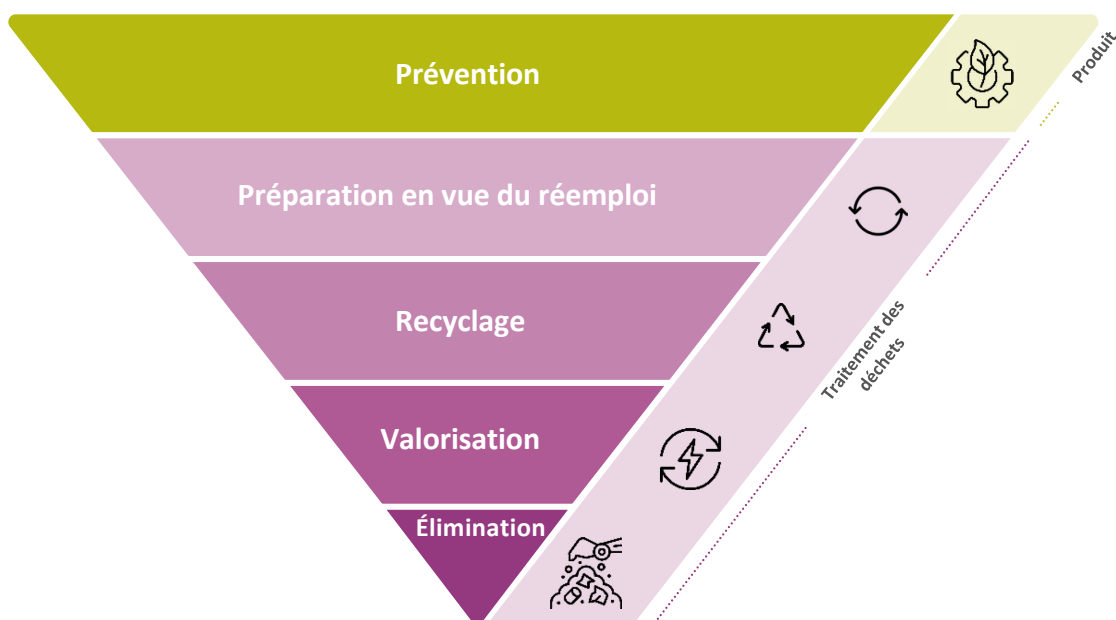 Prévention
Produit
Préparation en vue du réemploi
Recyclage
Traitement des
déchets
Valorisation
Élimination